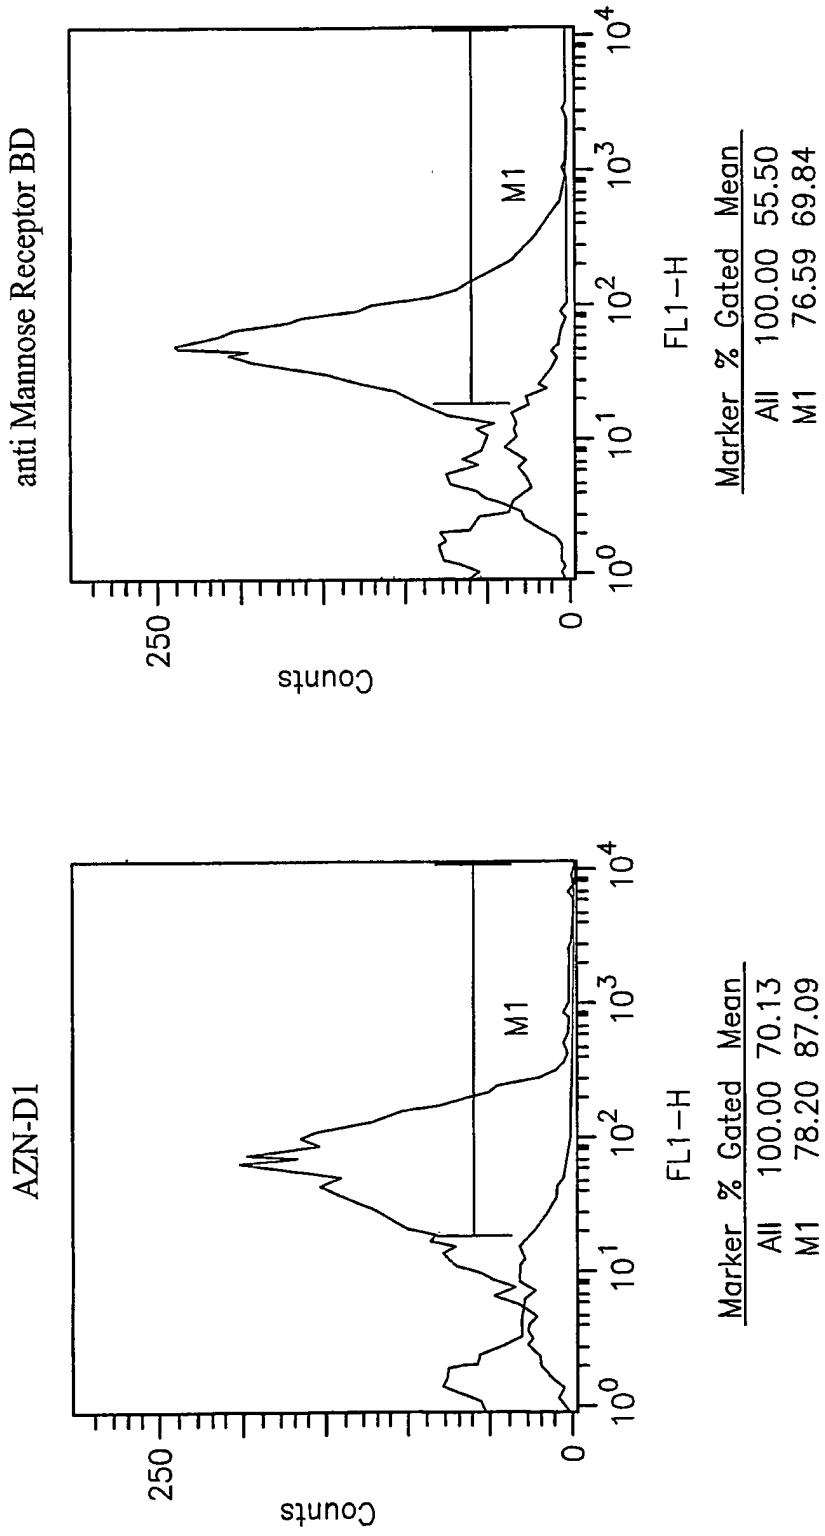 AZN-D1
Counts
250
0
10^0 10^1 10^2 10^3 10^4
M1
FL1-H
Marker % Gated Mean
All 100.00 70.13
M1 78.20 87.09
anti Mannose Receptor BD
Counts
250
0
10^0 10^1 10^2 10^3 10^4
M1
FL1-H
Marker % Gated Mean
All 100.00 55.50
M1 76.59 69.84